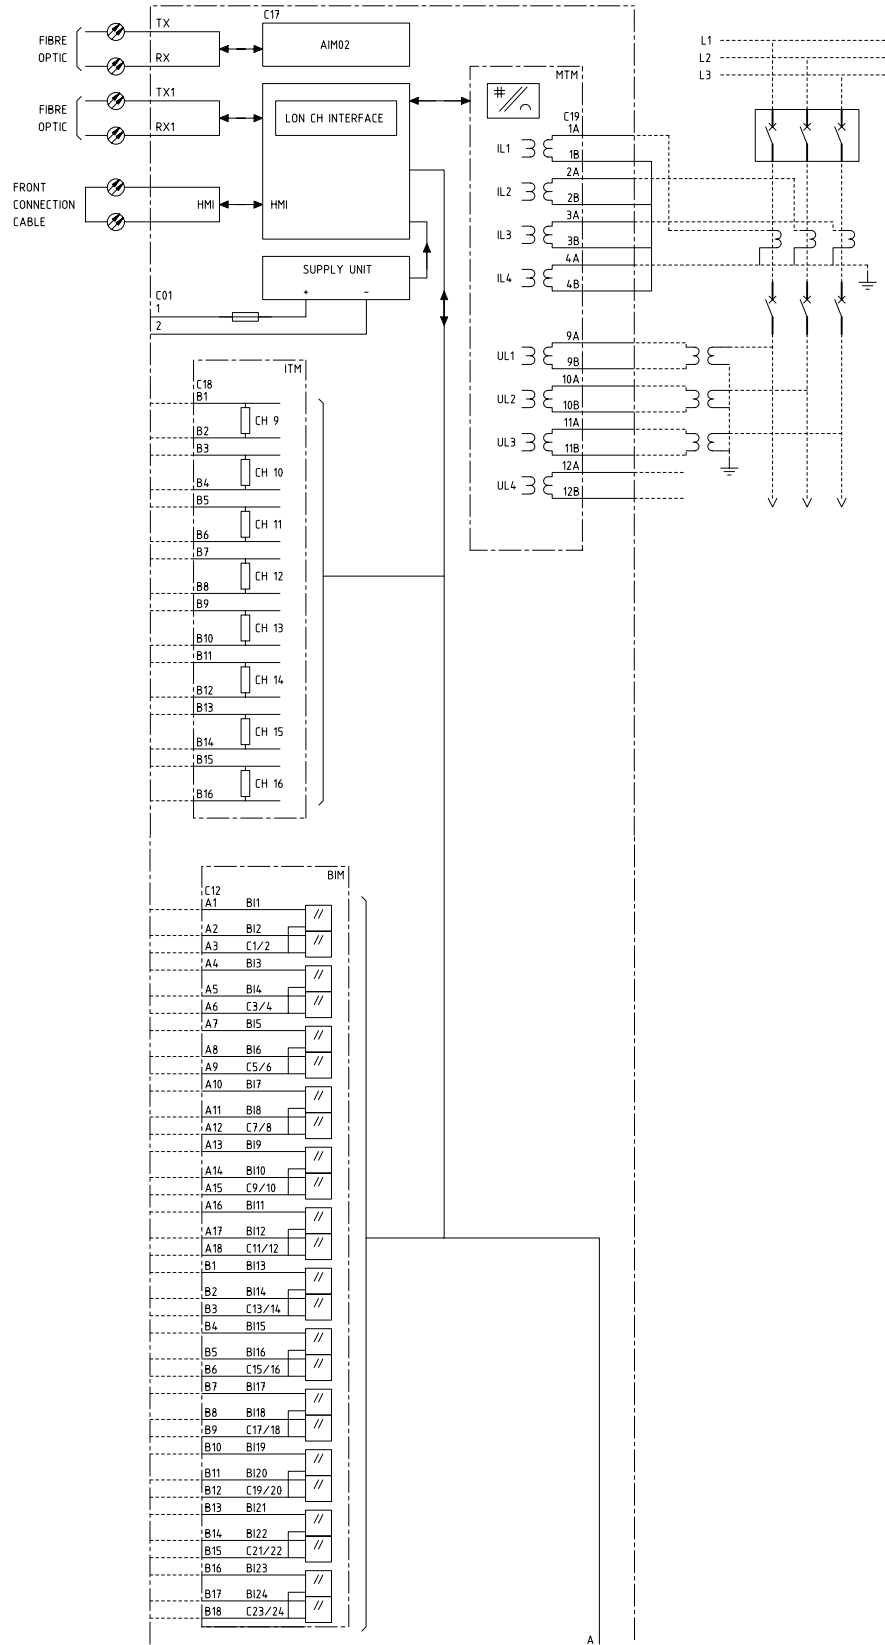 C17
TX
FIBRE
OPTIC
RX
AIM02
TX1
FIBRE
OPTIC
RX1
LON CH INTERFACE
FRONT
CONNECTION
CABLE
HMI
HMI
SUPPLY UNIT
+ −
C01
1
2
MTM
#
C19
1A
IL1
1B
2A
IL2
2B
3A
IL3
3B
4A
IL4
4B
9A
UL1
9B
10A
UL2
10B
11A
UL3
11B
12A
UL4
12B
L1
L2
L3
ITM
C18
B1
CH 9
B2
B3
CH 10
B4
B5
CH 11
B6
B7
CH 12
B8
B9
CH 13
B10
B11
CH 14
B12
B13
CH 15
B14
B15
CH 16
B16
BIM
C12
A1 BI1
A2 BI2
A3 C1/2
A4 BI3
A5 BI4
A6 C3/4
A7 BI5
A8 BI6
A9 C5/6
A10 BI7
A11 BI8
A12 C7/8
A13 BI9
A14 BI10
A15 C9/10
A16 BI11
A17 BI12
A18 C11/12
B1 BI13
B2 BI14
B3 C13/14
B4 BI15
B5 BI16
B6 C15/16
B7 BI17
B8 BI18
B9 C17/18
B10 BI19
B11 BI20
B12 C19/20
B13 BI21
B14 BI22
B15 C21/22
B16 BI23
B17 BI24
B18 C23/24
A